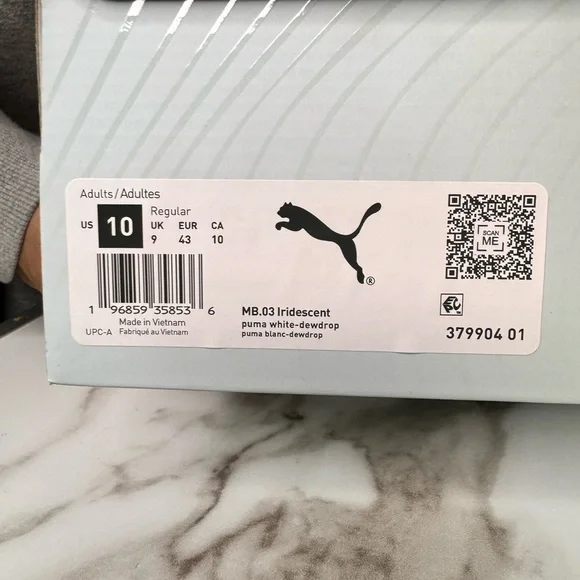 Adults/Adultes
US 10 Regular
UK EUR CA
9 43 10
1 96859 35853 6
UPC-A Made in Vietnam
Fabriqué au Vietnam
®
MB.03 Iridescent
puma white-dewdrop
puma blanc-dewdrop
SCAN
ME
379904 01